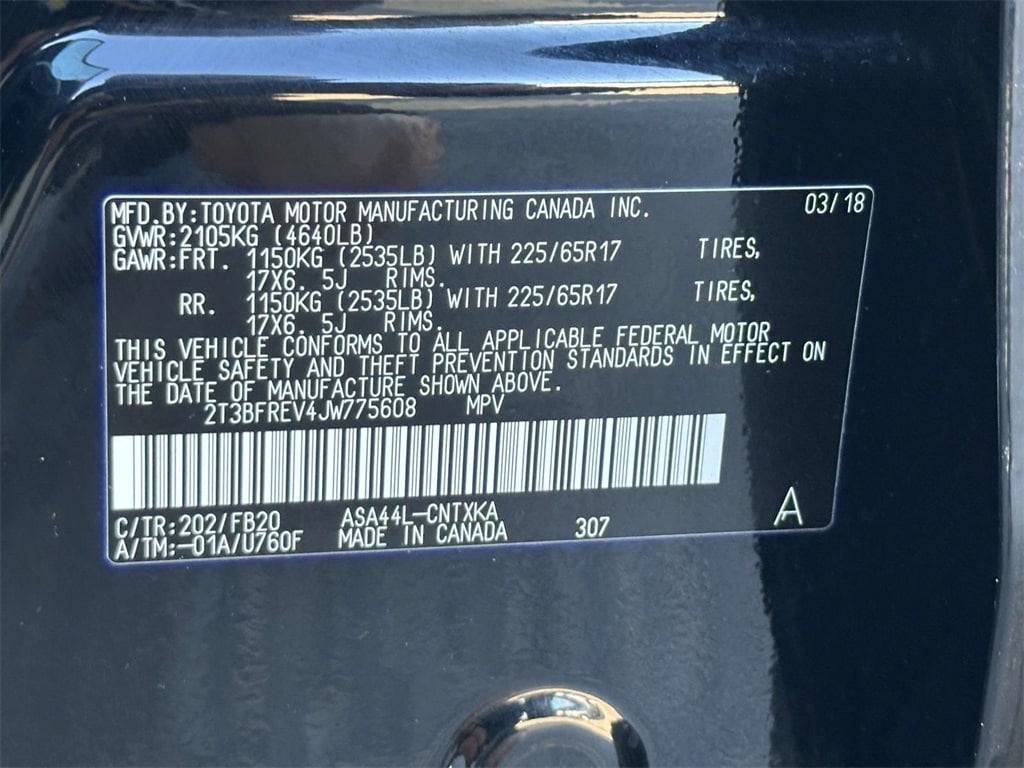 MFD.BY:TOYOTA MOTOR MANUFACTURING CANADA INC. 03/18
GVWR:2105KG (4640LB)
GAWR:FRT. 1150KG (2535LB) WITH 225/65R17 TIRES,
17X6. 5J RIMS.
RR. 1150KG (2535LB) WITH 225/65R17 TIRES,
17X6. 5J RIMS.
THIS VEHICLE CONFORMS TO ALL APPLICABLE FEDERAL MOTOR
VEHICLE SAFETY AND THEFT PREVENTION STANDARDS IN EFFECT ON
THE DATE OF MANUFACTURE SHOWN ABOVE.
2T3BFREV4JW775608 MPV
C/TR:202/FB20 ASA44L-CNTXKA 307 A
A/TM:-01A/U760F MADE IN CANADA